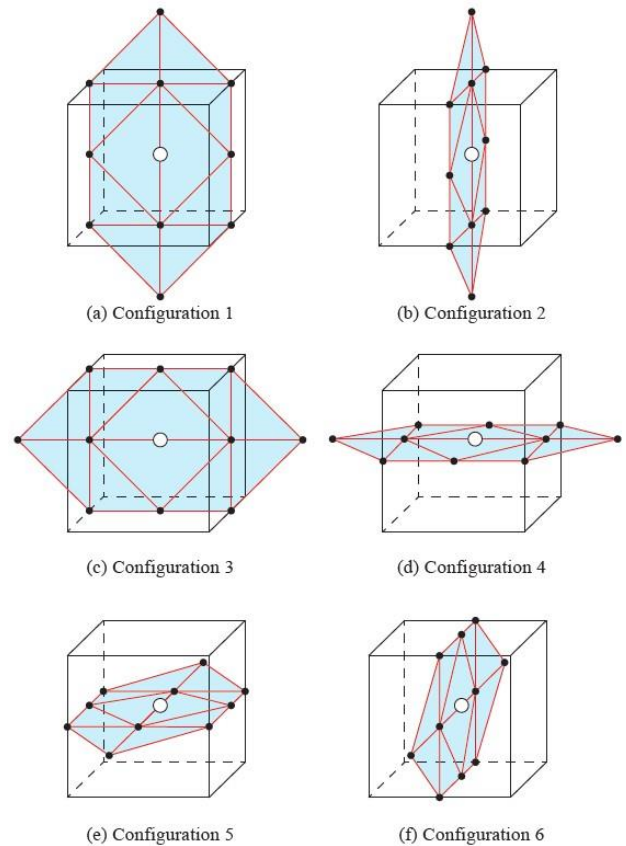 (a) Configuration 1
(b) Configuration 2
(c) Configuration 3
(d) Configuration 4
(e) Configuration 5
(f) Configuration 6